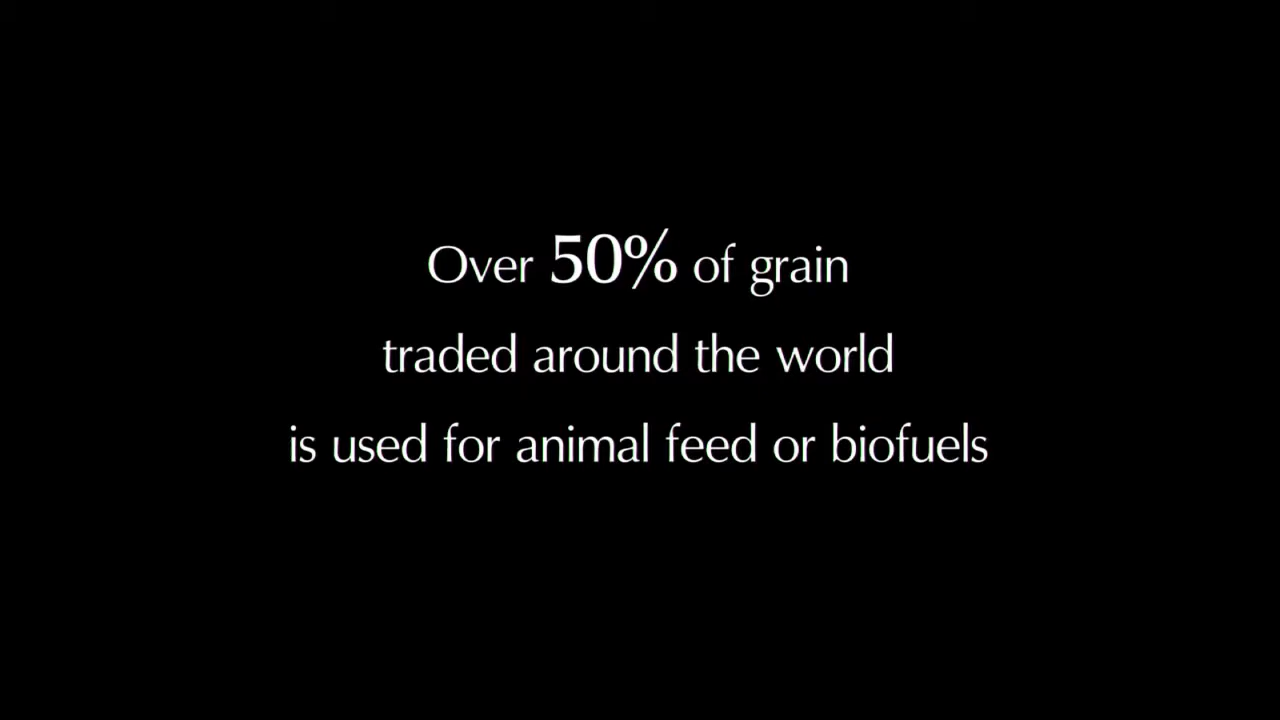 Over 50% of grain
traded around the world
is used for animal feed or biofuels